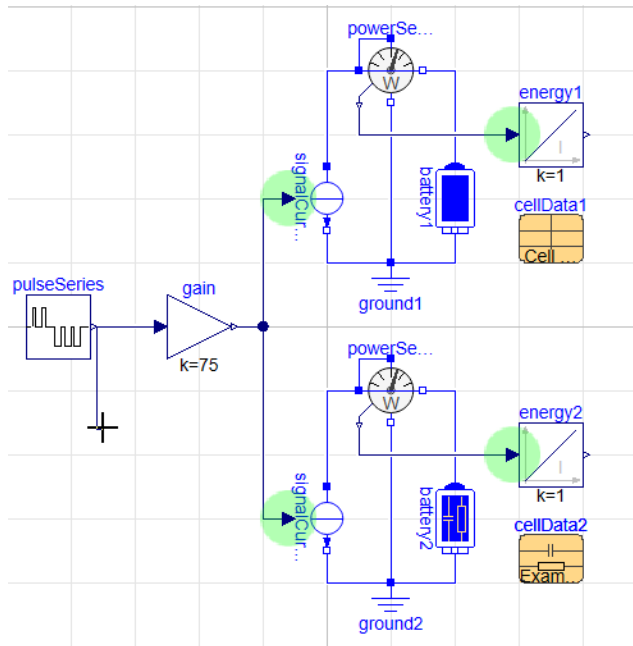 powerSe...
W
energy1
I
k=1
signalCur...
battery1
cellData1
Cell ...
ground1
pulseSeries
gain
k=75
powerSe...
W
energy2
I
k=1
signalCur...
battery2
cellData2
Exam...
ground2